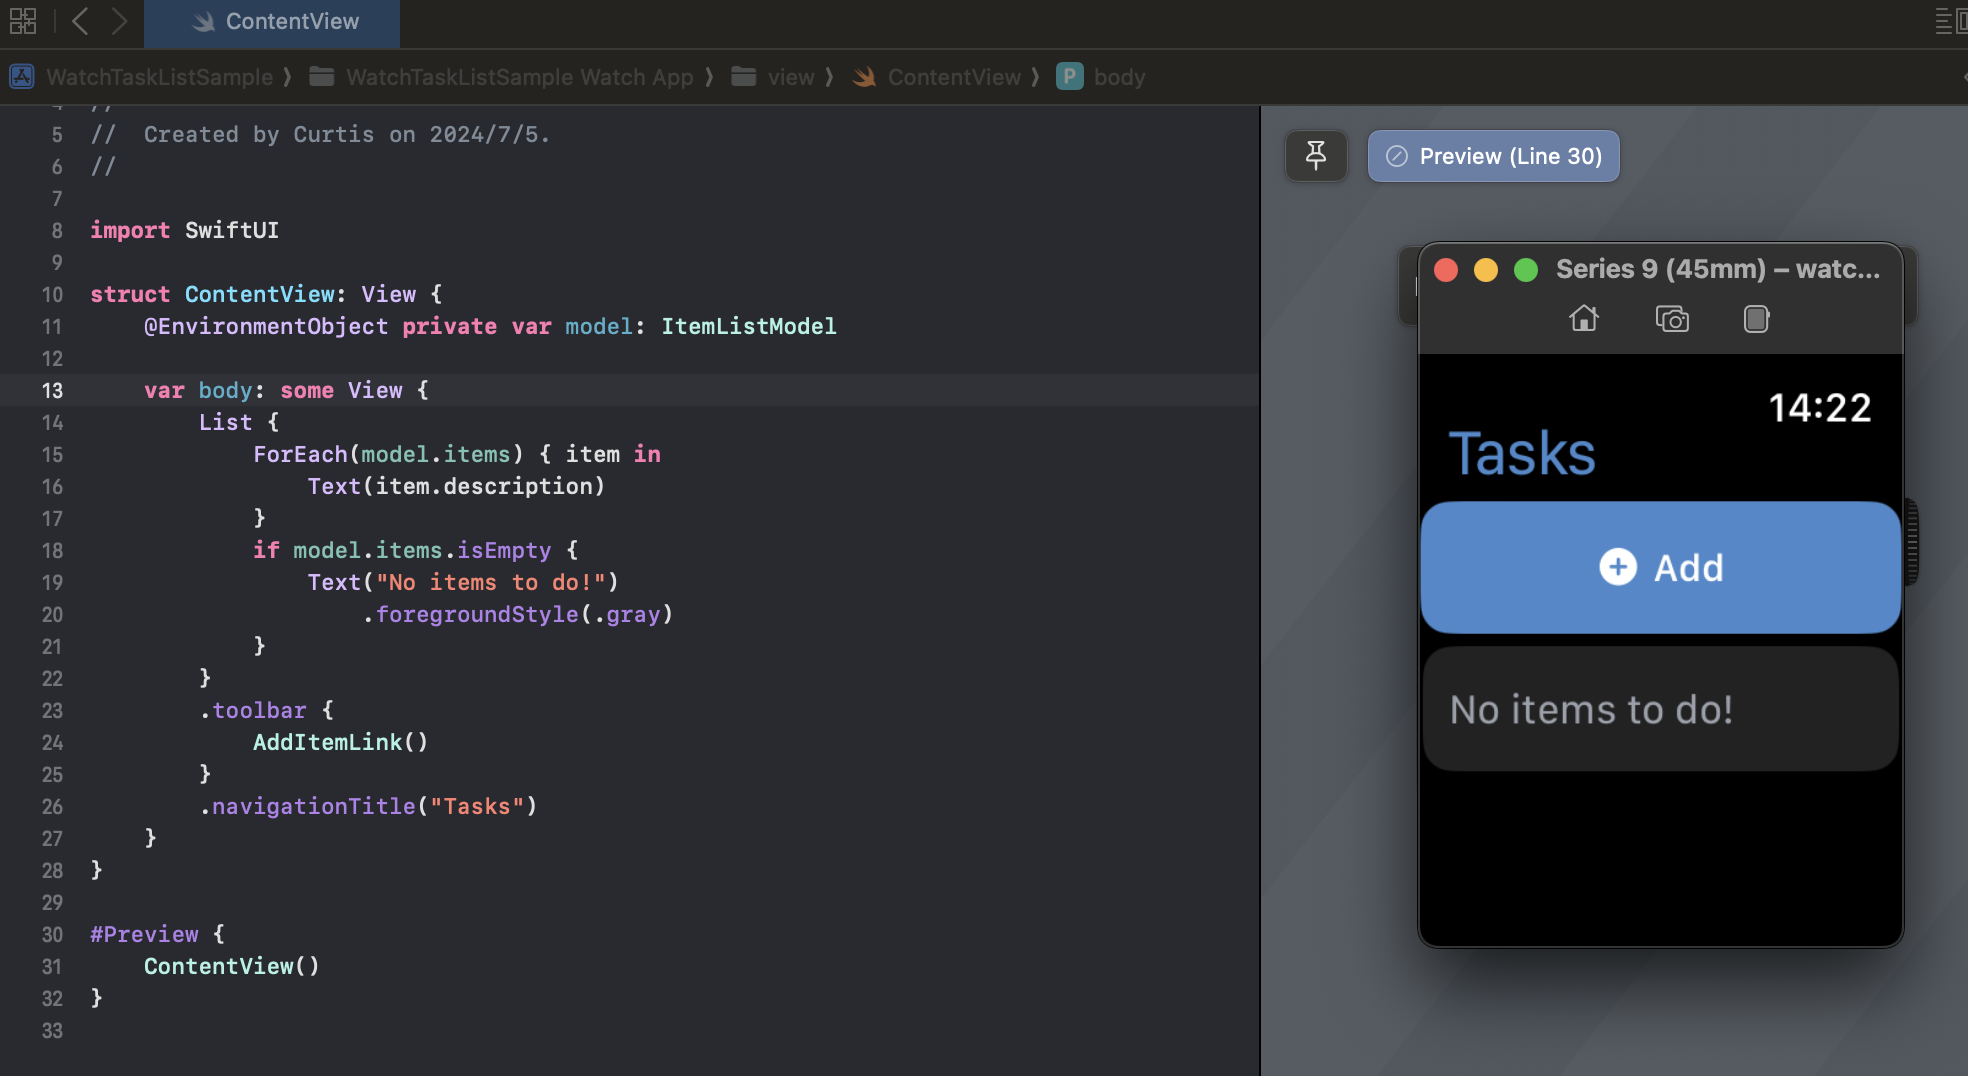 ContentView
WatchTaskListSample ⟩ WatchTaskListSample Watch App ⟩ view ⟩ ContentView ⟩ P body
4 //
5 //  Created by Curtis on 2024/7/5.
6 //
7
8 import SwiftUI
9
10 struct ContentView: View {
11     @EnvironmentObject private var model: ItemListModel
12
13     var body: some View {
14         List {
15             ForEach(model.items) { item in
16                 Text(item.description)
17             }
18             if model.items.isEmpty {
19                 Text("No items to do!")
20                     .foregroundStyle(.gray)
21             }
22         }
23         .toolbar {
24             AddItemLink()
25         }
26         .navigationTitle("Tasks")
27     }
28 }
29
30 #Preview {
31     ContentView()
32 }
33
Preview (Line 30)
Series 9 (45mm) – watc...
14:22
Tasks
Add
No items to do!